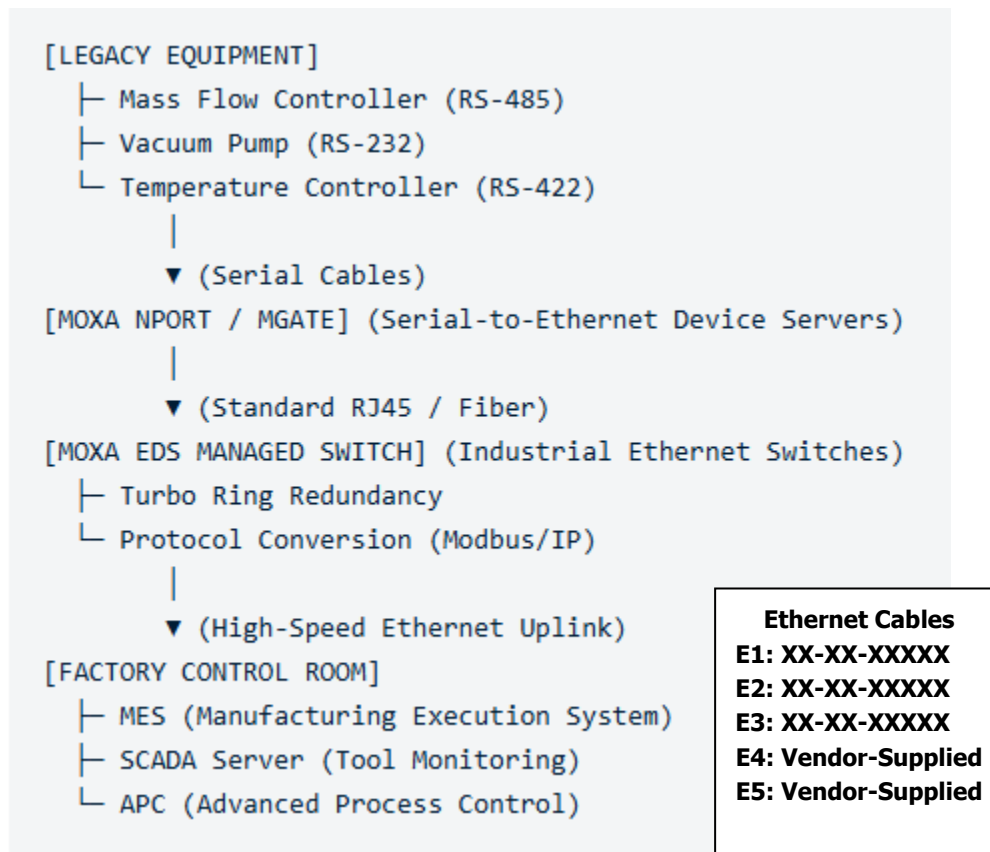 [LEGACY EQUIPMENT]
├─ Mass Flow Controller (RS-485)
├─ Vacuum Pump (RS-232)
└─ Temperature Controller (RS-422)
│
▼ (Serial Cables)
[MOXA NPORT / MGATE] (Serial-to-Ethernet Device Servers)
│
▼ (Standard RJ45 / Fiber)
[MOXA EDS MANAGED SWITCH] (Industrial Ethernet Switches)
├─ Turbo Ring Redundancy
└─ Protocol Conversion (Modbus/IP)
│
▼ (High-Speed Ethernet Uplink)
[FACTORY CONTROL ROOM]
├─ MES (Manufacturing Execution System)
├─ SCADA Server (Tool Monitoring)
└─ APC (Advanced Process Control)
Ethernet Cables
E1: XX-XX-XXXXX
E2: XX-XX-XXXXX
E3: XX-XX-XXXXX
E4: Vendor-Supplied
E5: Vendor-Supplied